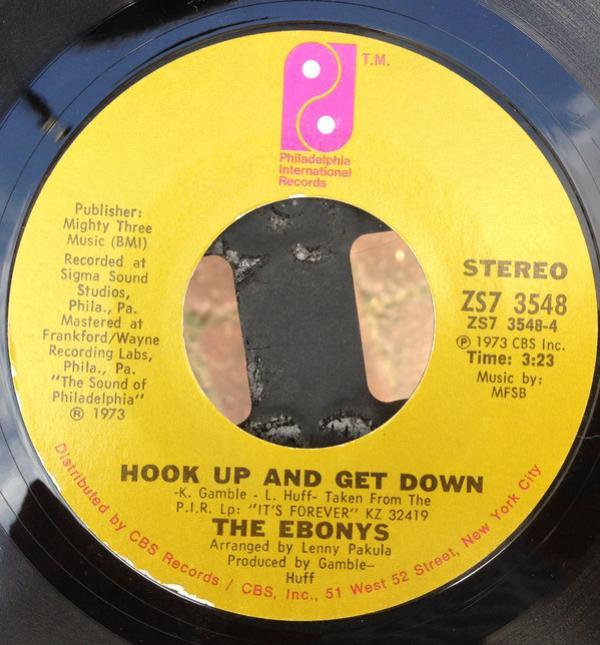 T.M.
Philadelphia
International
Records
Publisher:
Mighty Three
Music (BMI)
Recorded at
Sigma Sound
Studios,
Phila., Pa.
Mastered at
Frankford/Wayne
Recording Labs,
Phila., Pa.
"The Sound of
Philadelphia"
® 1973
STEREO
ZS7 3548
ZS7 3548-4
℗ 1973 CBS Inc.
Time: 3:23
Music by:
MFSB
HOOK UP AND GET DOWN
-K. Gamble - L. Huff- Taken From The
P.I.R. Lp: "IT'S FOREVER" KZ 32419
THE EBONYS
Arranged by Lenny Pakula
Produced by Gamble-
Huff
Distributed by CBS Records / CBS, Inc., 51 West 52 Street, New York City